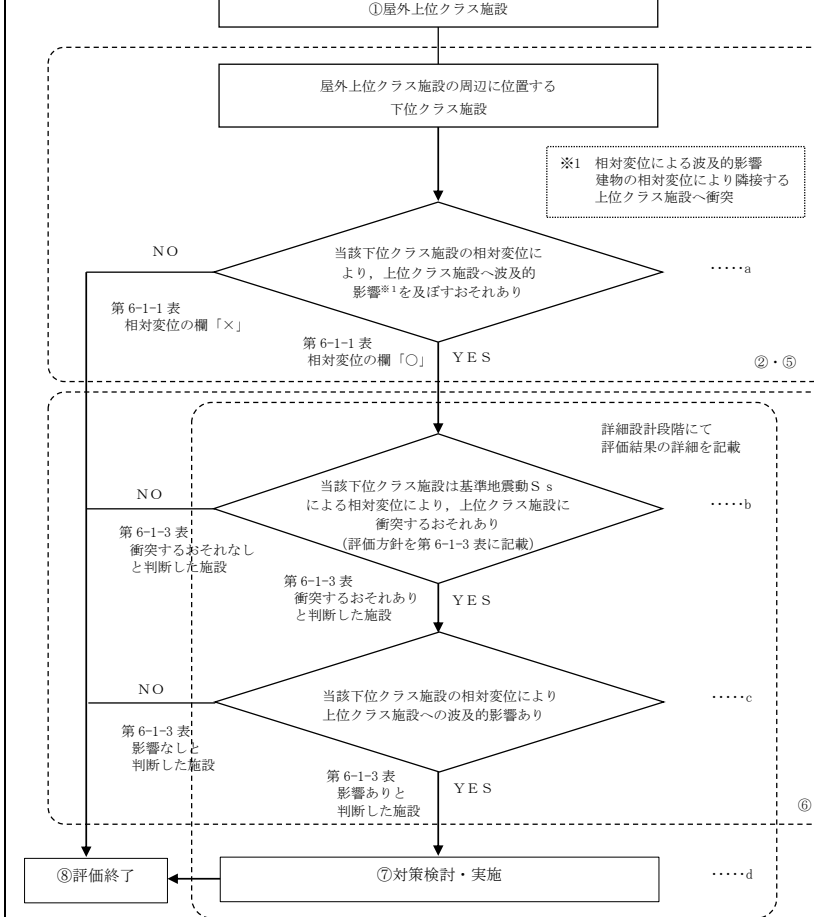 ①屋外上位クラス施設
屋外上位クラス施設の周辺に位置する
下位クラス施設
※1 相対変位による波及的影響
建物の相対変位により隣接する
上位クラス施設へ衝突
NO
当該下位クラス施設の相対変位に
より，上位クラス施設へ波及的
影響※1を及ぼすおそれあり
・・・・・a
第 6-1-1 表
相対変位の欄「×」
第 6-1-1 表
相対変位の欄「○」
YES
②・⑤
詳細設計段階にて
評価結果の詳細を記載
NO
当該下位クラス施設は基準地震動Ｓｓ
による相対変位により，上位クラス施設に
衝突するおそれあり
(評価方針を第 6-1-3 表に記載)
・・・・・b
第 6-1-3 表
衝突するおそれなし
と判断した施設
第 6-1-3 表
衝突するおそれあり
と判断した施設
YES
NO
当該下位クラス施設の相対変位により
上位クラス施設への波及的影響あり
・・・・・c
第 6-1-3 表
影響なしと
判断した施設
第 6-1-3 表
影響ありと
判断した施設
YES
⑥
⑧評価終了
⑦対策検討・実施
・・・・・d